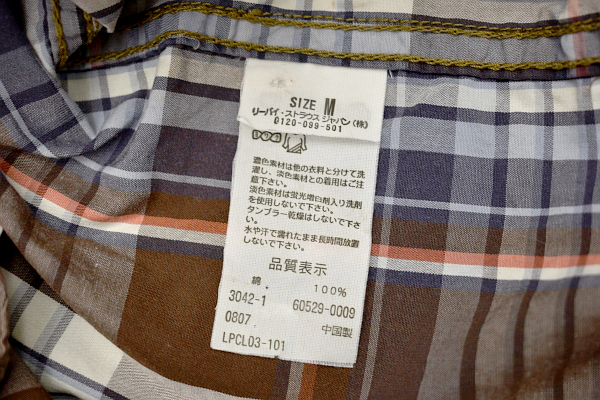 SIZE M
リーバイ・ストラウス ジャパン(株)
0120-099-501
濃色素材は他の衣料と分けて洗
濯し、淡色素材との着用はご注
意下さい。
淡色素材は蛍光増白剤入り洗剤
を使用しないで下さい。
タンブラー乾燥はしないで下さ
い。
水や汗で濡れたまま長時間放置
しないで下さい。
品質表示
綿 100%
3042-1 60529-0009
0807 中国製
LPCL03-101